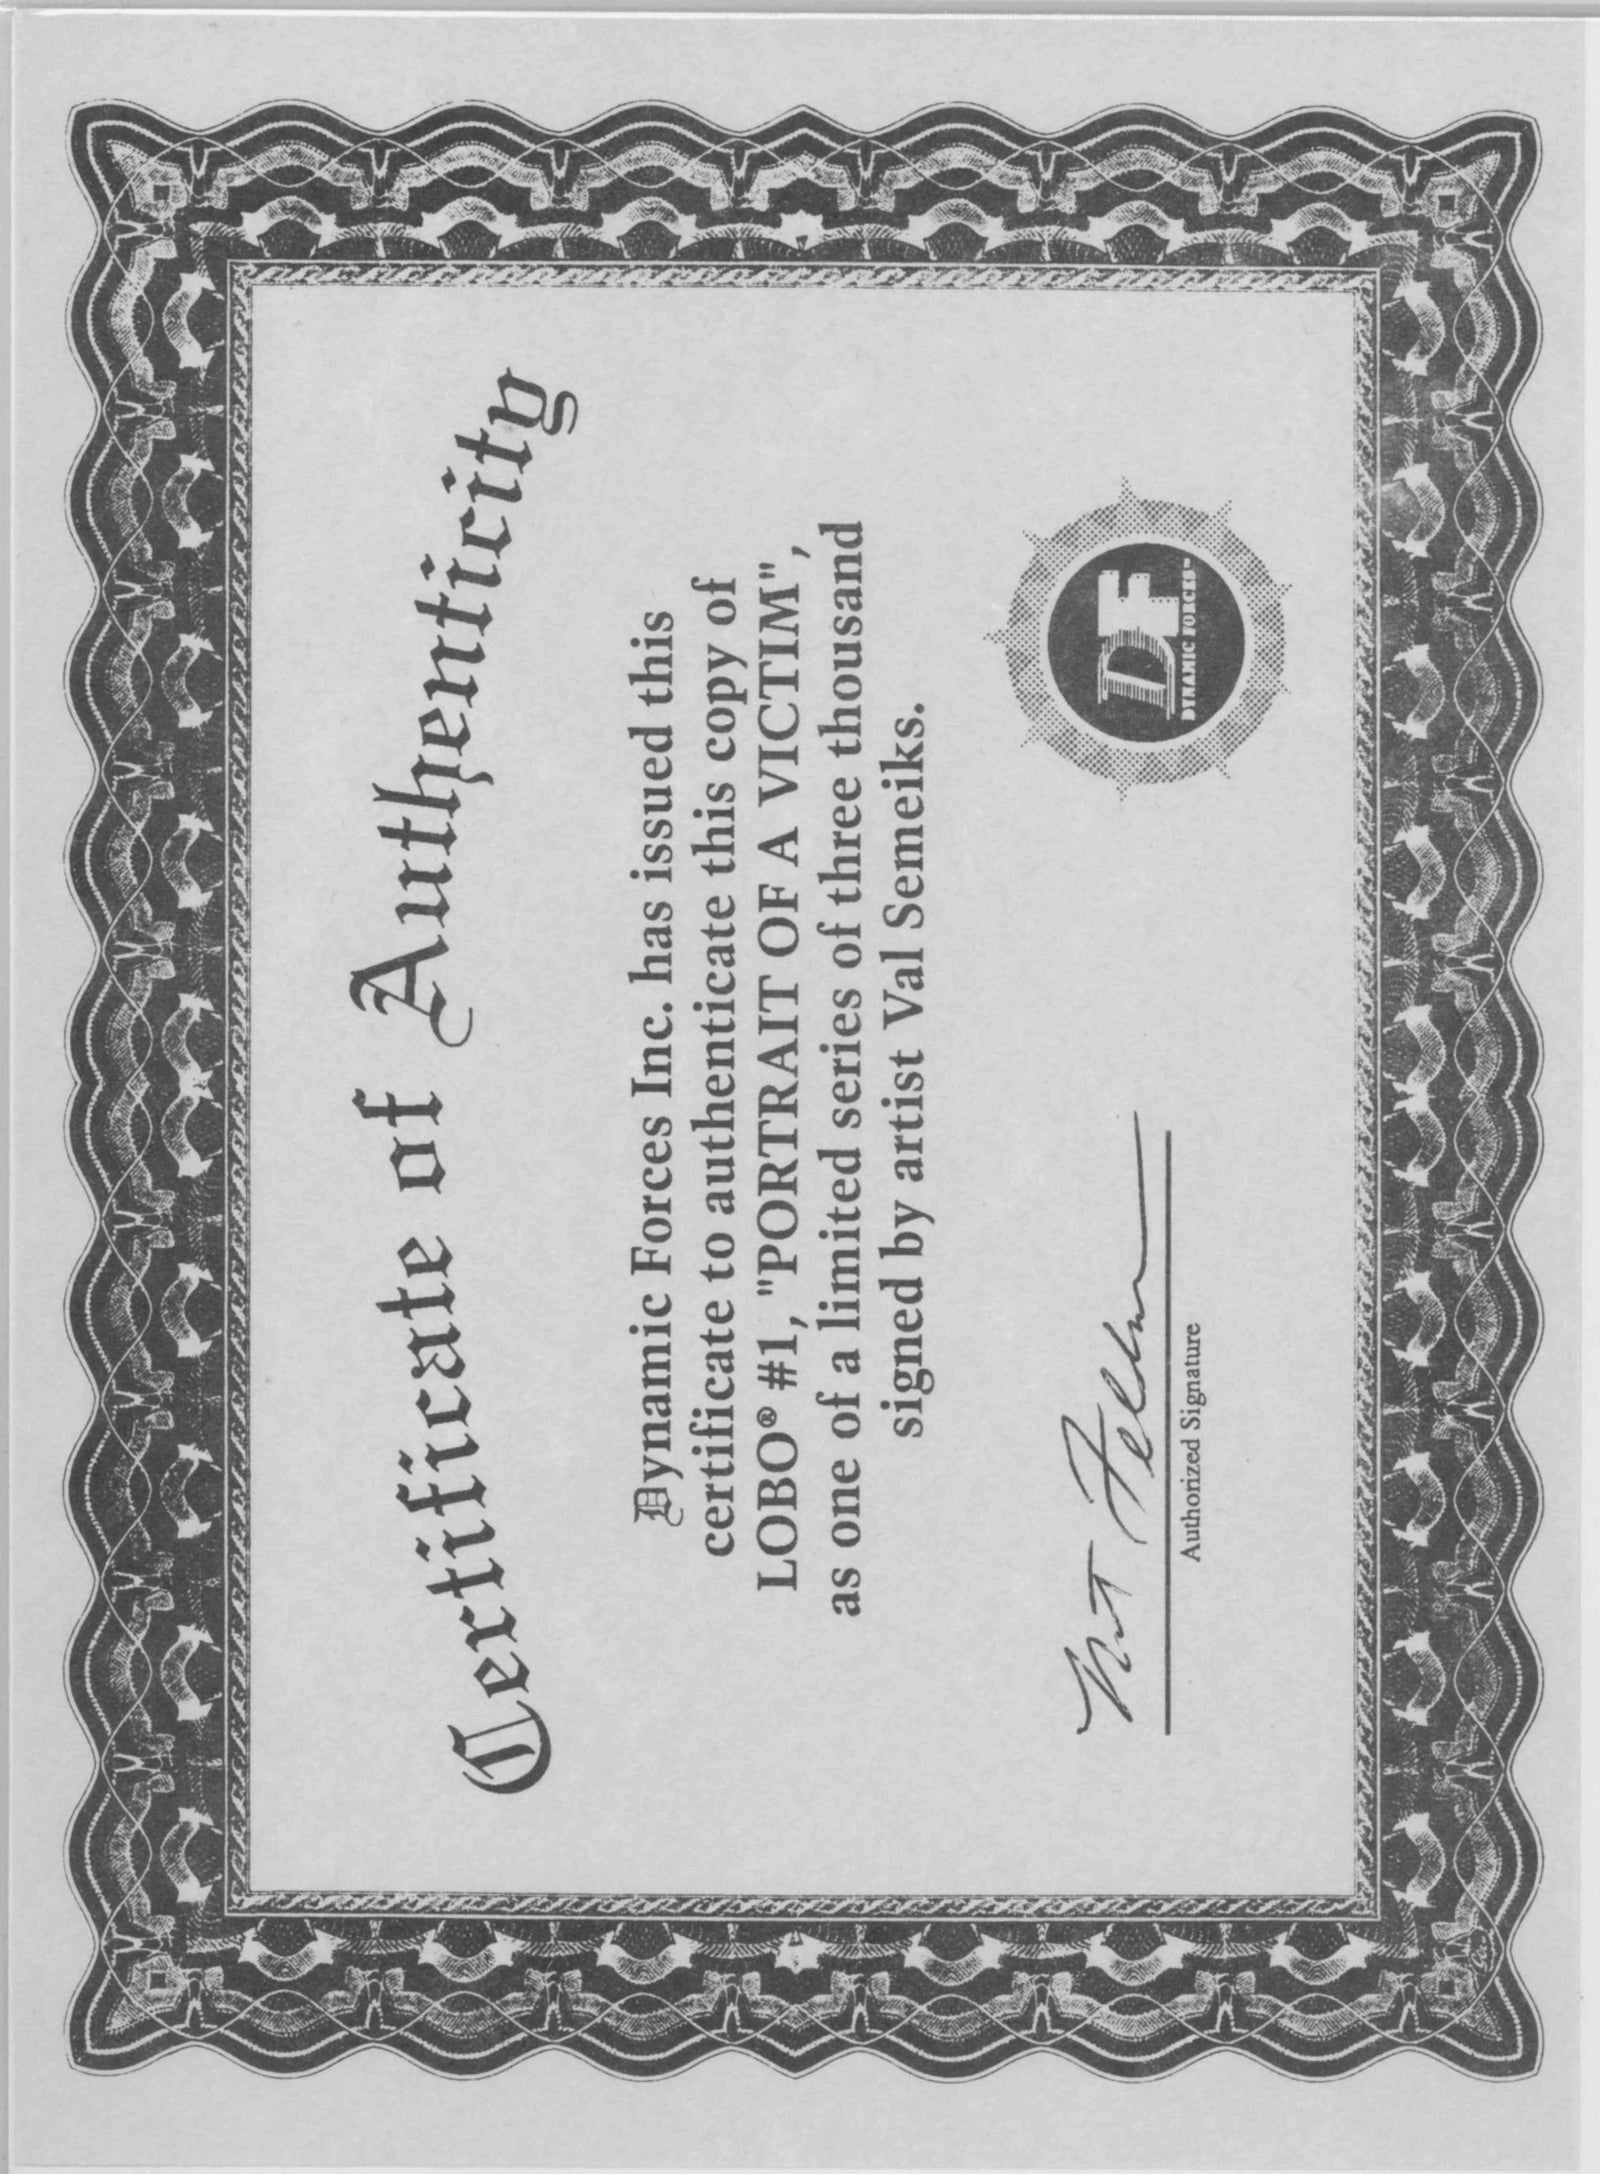 Certificate of Authenticity
Dynamic Forces Inc. has issued this
certificate to authenticate this copy of
LOBO® #1, "PORTRAIT OF A VICTIM",
as one of a limited series of three thousand
signed by artist Val Semeiks.
Authorized Signature
DF
DYNAMIC FORCES™